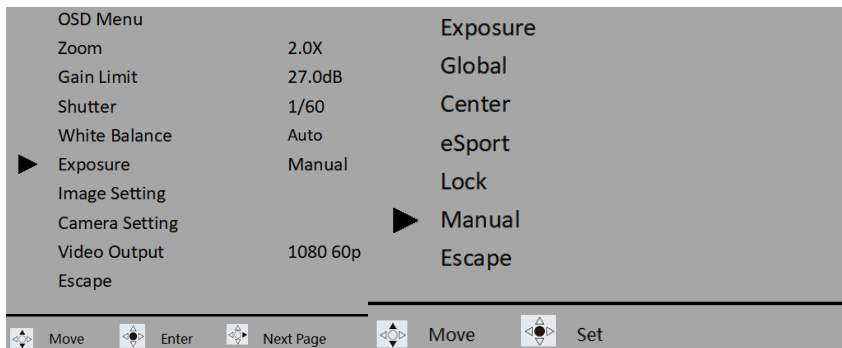 OSD Menu
Zoom 2.0X
Gain Limit 27.0dB
Shutter 1/60
White Balance Auto
Exposure Manual
Image Setting
Camera Setting
Video Output 1080 60p
Escape
Move Enter Next Page
Exposure
Global
Center
eSport
Lock
Manual
Escape
Move Set